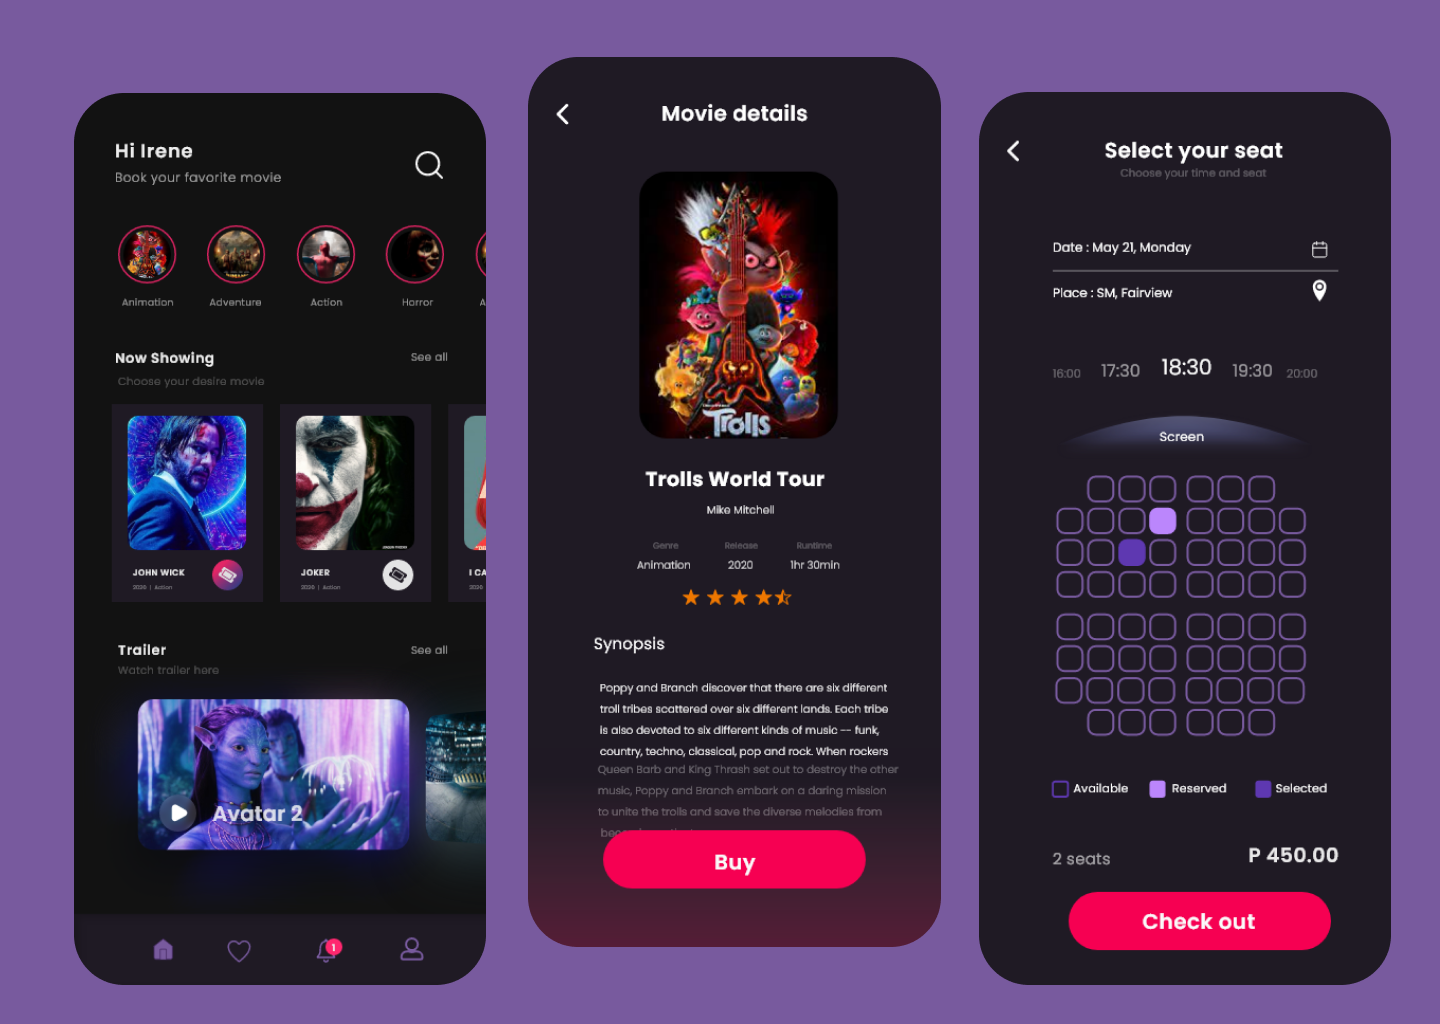 Hi Irene
Book your favorite movie
Animation
Adventure
Action
Horror
A
Now Showing
See all
Choose your desire movie
JOHN WICK
2026 | Action
JOKER
2026 | Action
I CA
Trailer
See all
Watch trailer here
Avatar 2
1
Movie details
Trolls
Trolls World Tour
Mike Mitchell
Genre
Release
Runtime
Animation
2020
1hr 30min
Synopsis
Poppy and Branch discover that there are six different
troll tribes scattered over six different lands. Each tribe
is also devoted to six different kinds of music -- funk,
country, techno, classical, pop and rock. When rockers
Queen Barb and King Thrash set out to destroy the other
music, Poppy and Branch embark on a daring mission
to unite the trolls and save the diverse melodies from
Buy
Select your seat
Choose your time and seat
Date : May 21, Monday
Place : SM, Fairview
16:00
17:30
18:30
19:30
20:00
Screen
Available
Reserved
Selected
2 seats
P 450.00
Check out